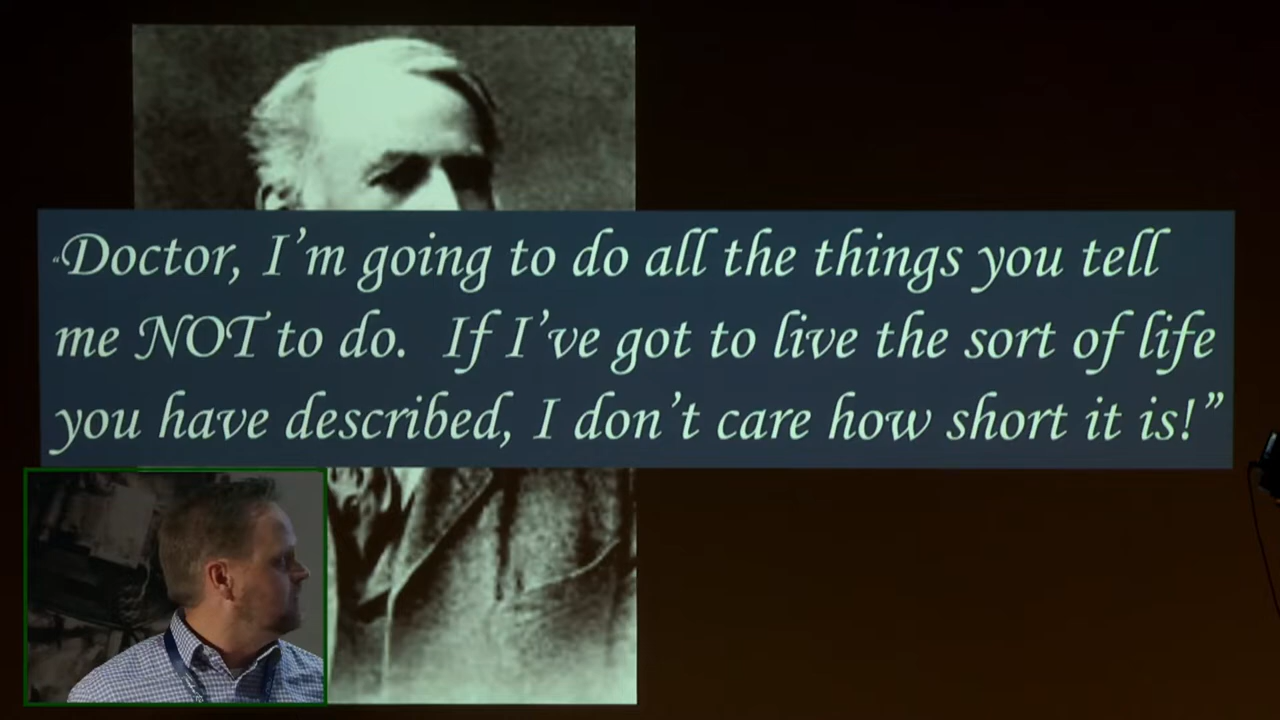 “Doctor, I’m going to do all the things you tell
me NOT to do.  If I’ve got to live the sort of life
you have described, I don’t care how short it is!”